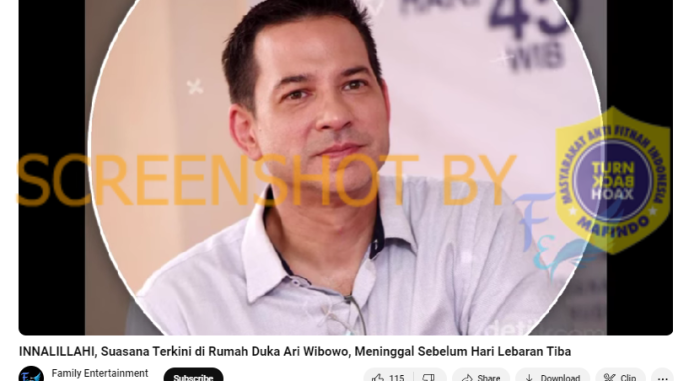 HARI 45
WIB
SCREENSHOT BY
MASYARAKAT ANTI FITNAH INDONESIA
TURN
BACK
HOAX
MAFINDO
F
E
detik
INNALILLAHI, Suasana Terkini di Rumah Duka Ari Wibowo, Meninggal Sebelum Hari Lebaran Tiba
Family Entertainment
Subscribe
115
Share
Download
Clip